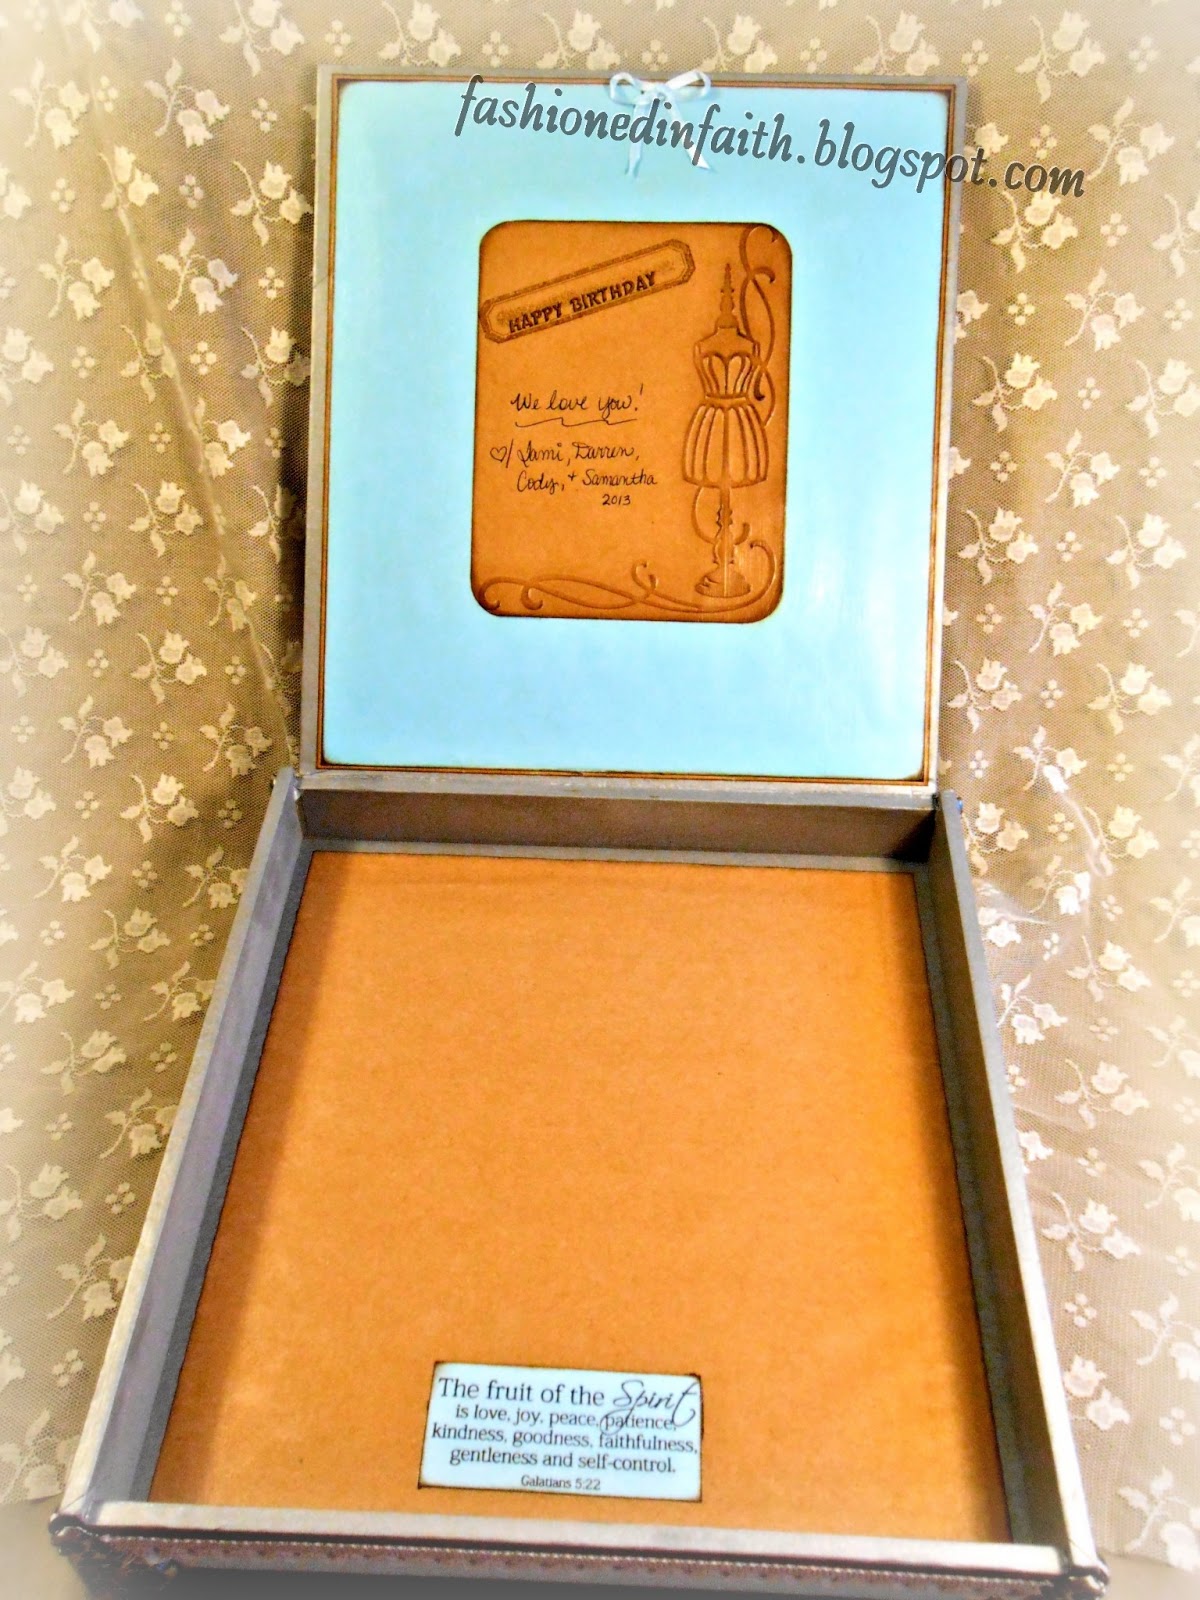 fashionedinfaith.blogspot.com
HAPPY BIRTHDAY
We love you!
♡/ Jami, Darren,
Cody, + Samantha
2013
The fruit of the Spirit
is love, joy, peace, patience,
kindness, goodness, faithfulness,
gentleness and self-control.
Galatians 5:22